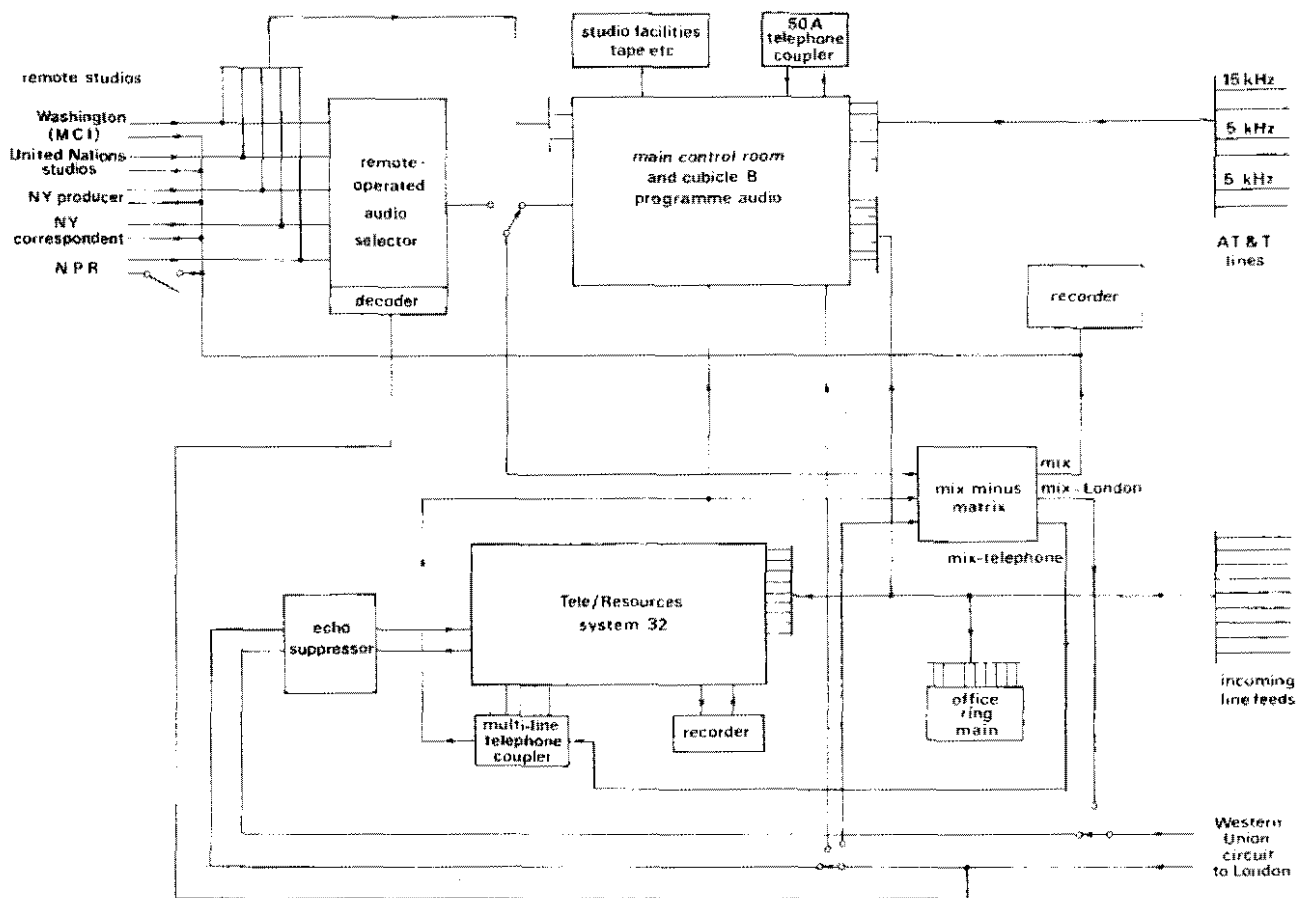 studio facilities
tape etc
50A
telephone
coupler
remote studios
Washington
(MCI)
United Nations
studios
NY producer
NY
correspondent
NPR
remote-
operated
audio
selector
decoder
main control room
and cubicle B
programme audio
15 kHz
5 kHz
5 kHz
AT & T
lines
recorder
mix minus
matrix
mix
mix - London
mix-telephone
Tele/Resources
system 32
echo
suppressor
multi-line
telephone
coupler
recorder
office
ring
main
incoming
line feeds
Western
Union
circuit
to London